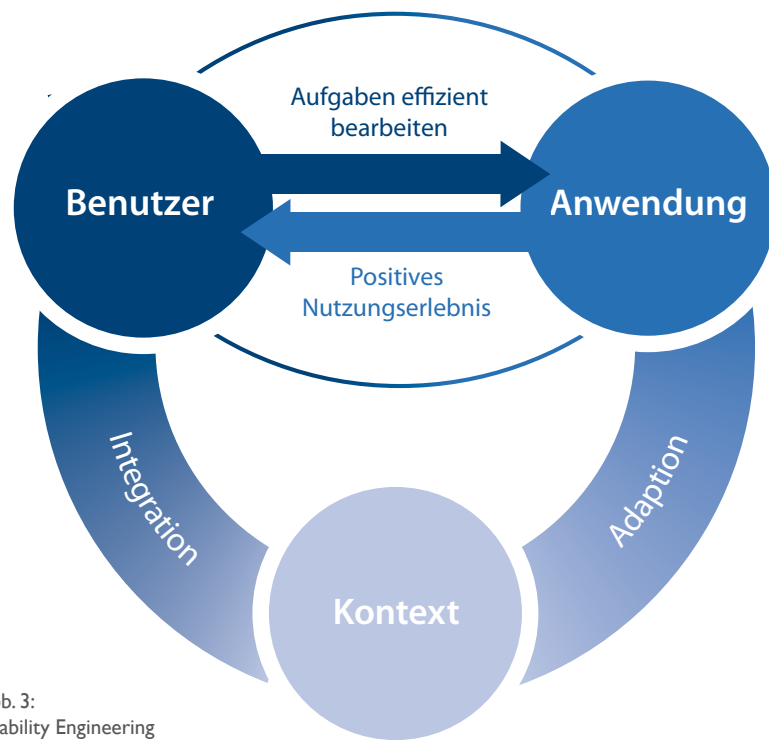 Aufgaben effizient
bearbeiten
Benutzer
Anwendung
Positives
Nutzungserlebnis
Integration
Adaption
Kontext
b. 3:
ability Engineering